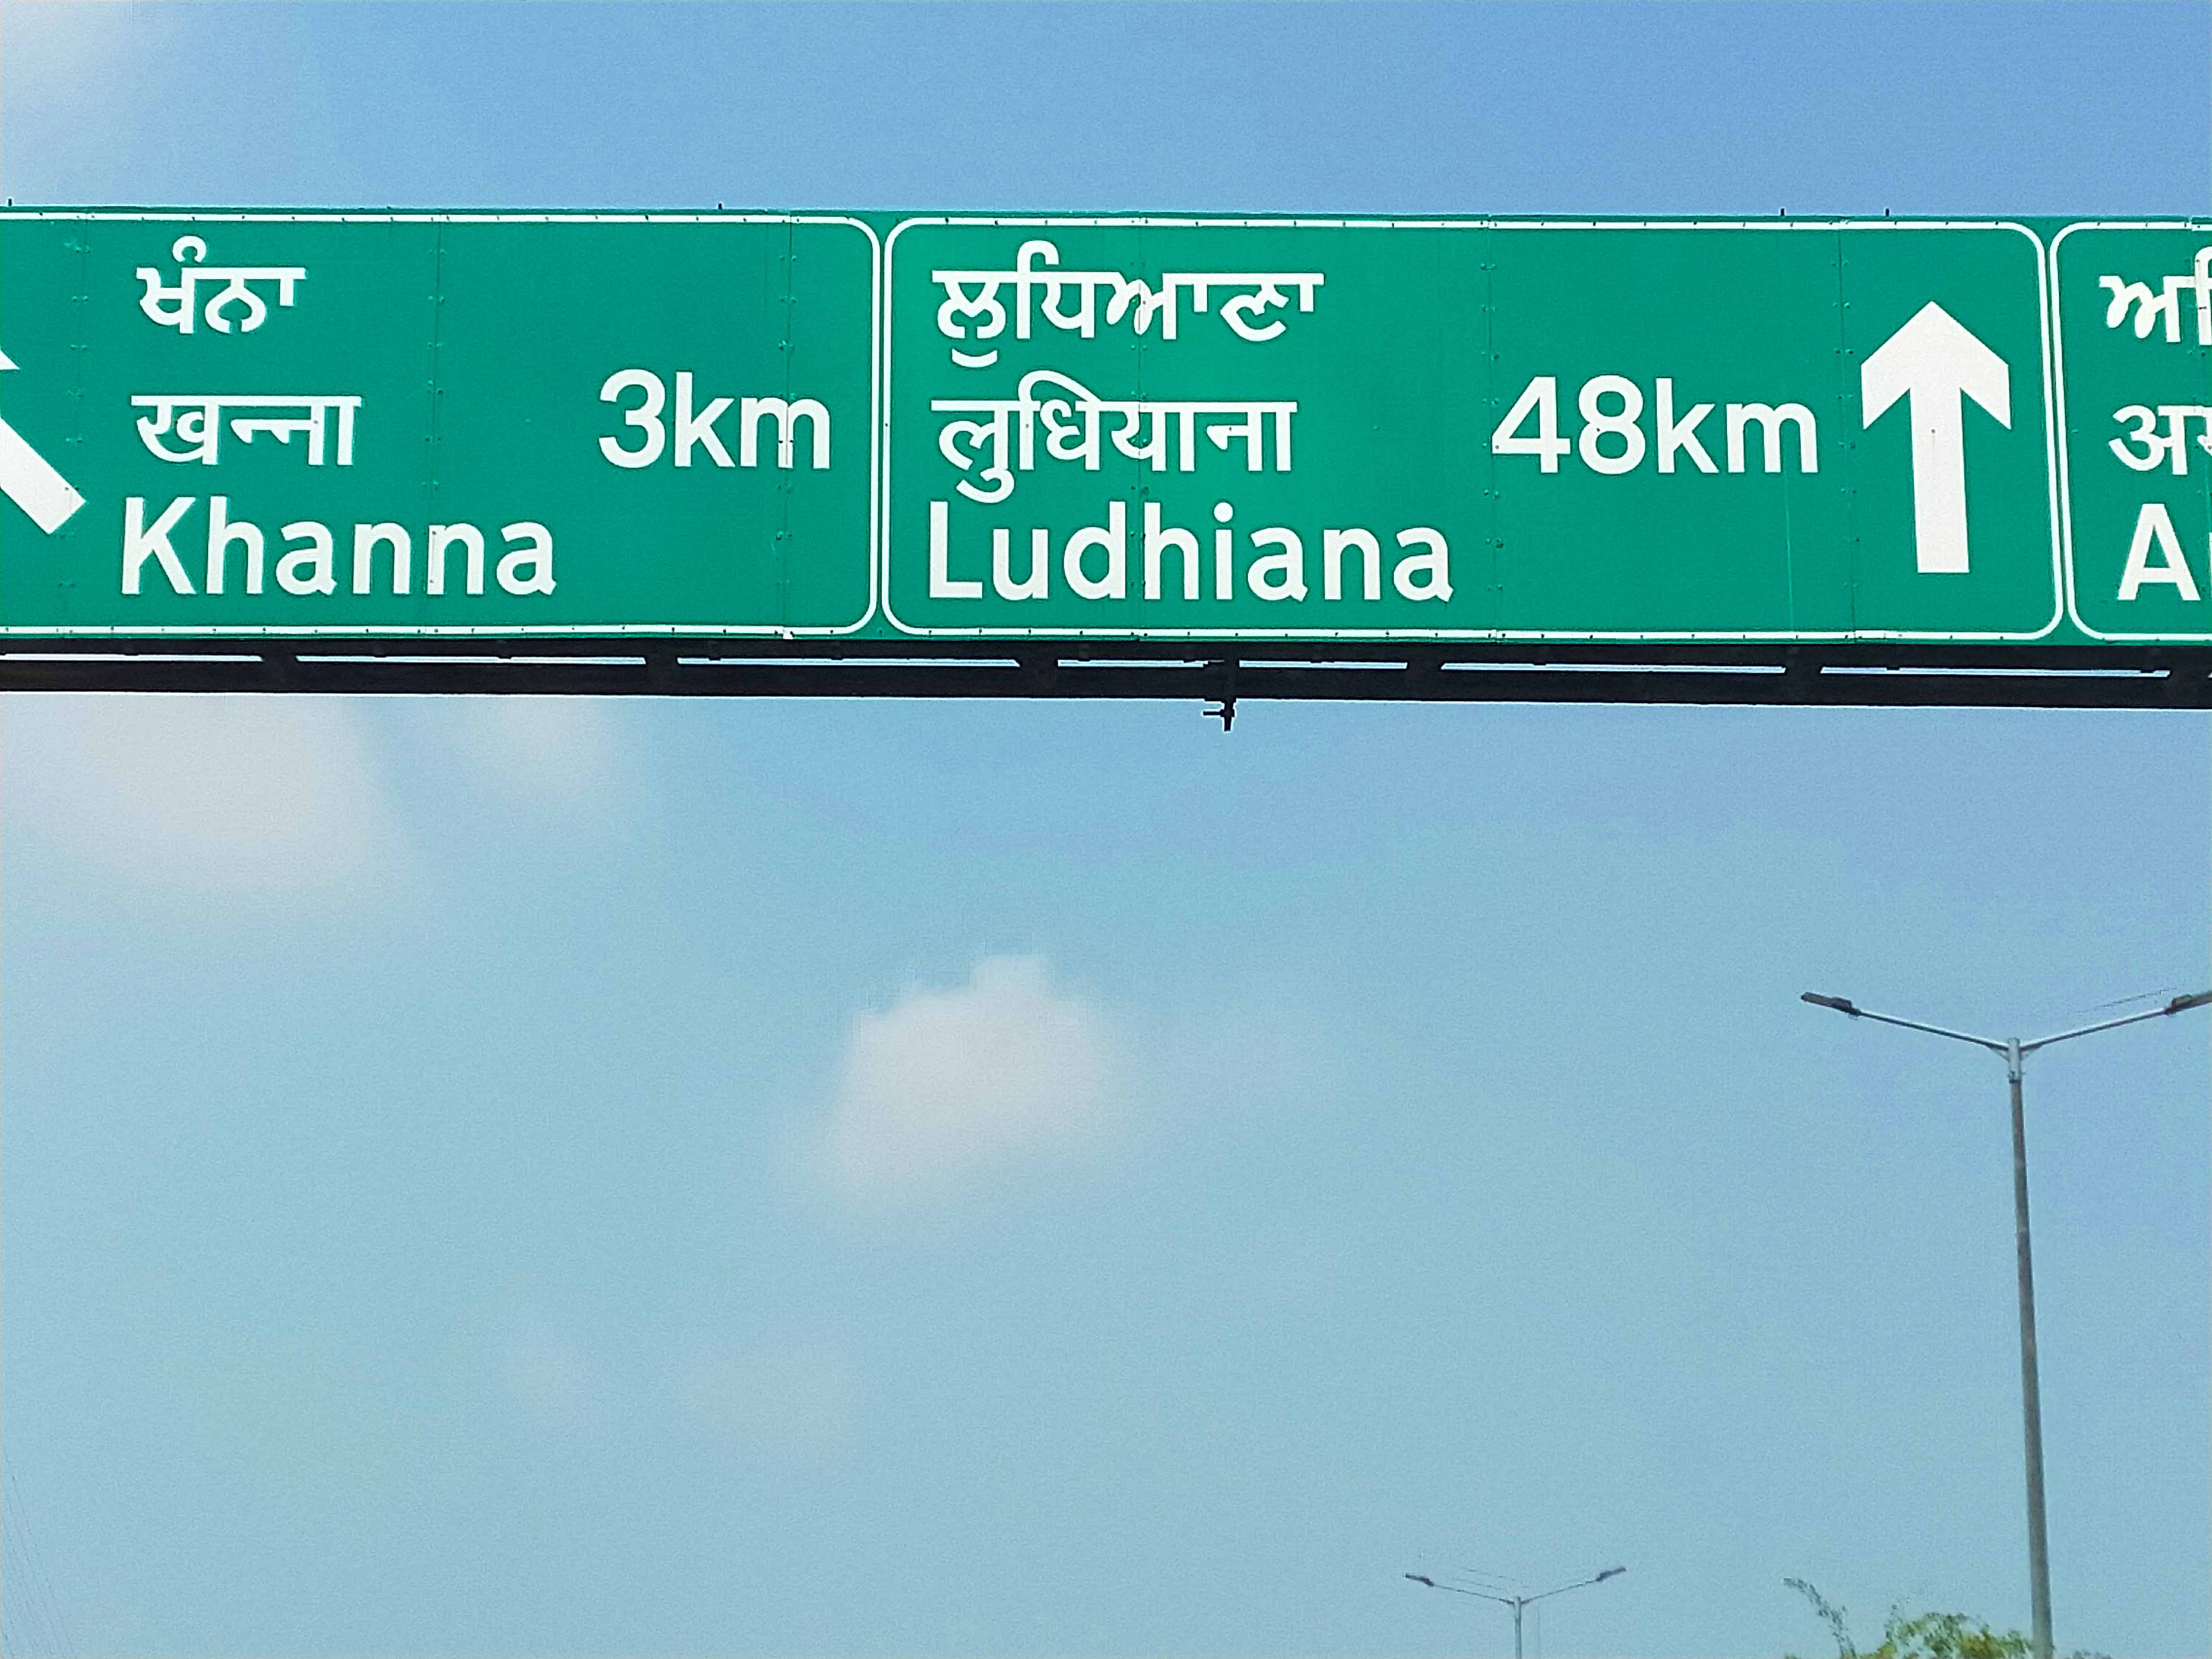 ਖੰਨਾ
खन्ना
Khanna
3km
ਲੁਧਿਆਣਾ
लुधियाना
Ludhiana
48km